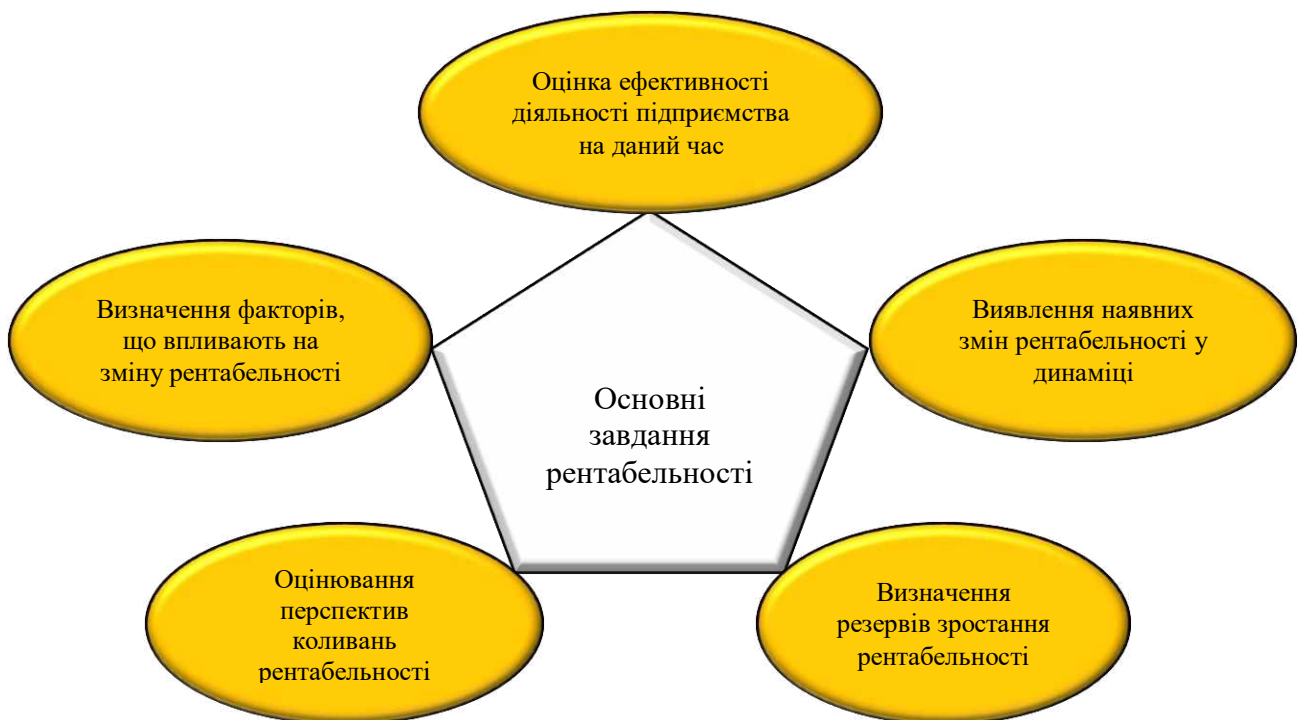 Оцінка ефективності
діяльності підприємства
на даний час
Визначення факторів,
що впливають на
зміну рентабельності
Виявлення наявних
змін рентабельності у
динаміці
Основні
завдання
рентабельності
Оцінювання
перспектив
коливань
рентабельності
Визначення
резервів зростання
рентабельності